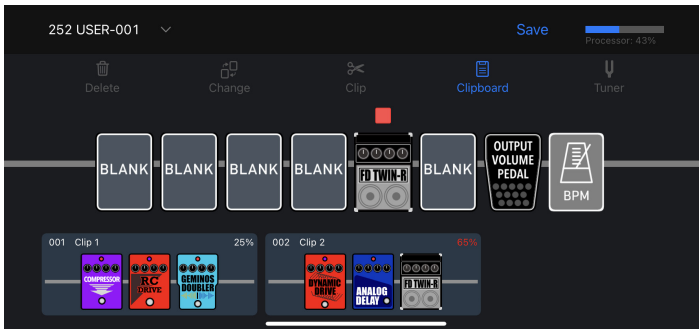 252 USER-001
Save
Processor: 43%
Delete
Change
Clip
Clipboard
Tuner
BLANK
BLANK
BLANK
BLANK
FD TWIN-R
BLANK
OUTPUT
VOLUME
PEDAL
BPM
001 Clip 1 25%
COMPRESSOR
RC
DRIVE
GEMINOS
DOUBLER
002 Clip 2 65%
DYNAMIC
DRIVE
ANALOG
DELAY
FD TWIN-R